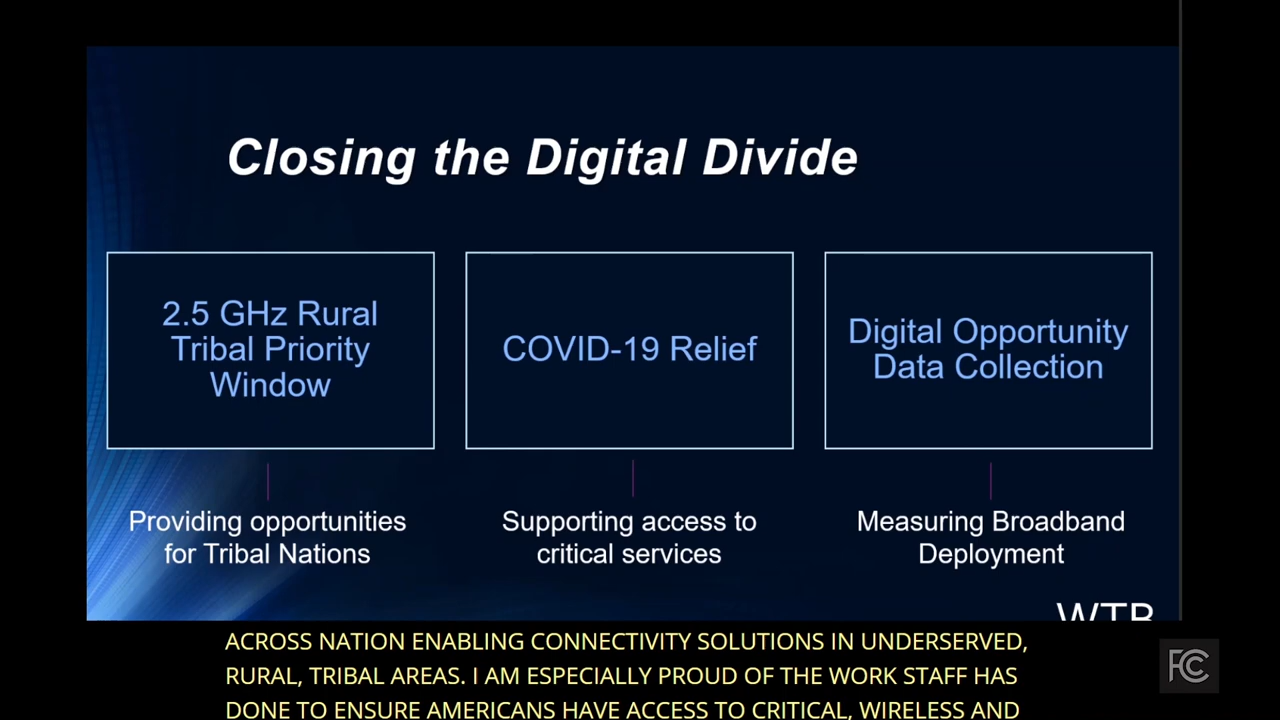 Closing the Digital Divide
2.5 GHz Rural
Tribal Priority
Window
COVID-19 Relief
Digital Opportunity
Data Collection
Providing opportunities
for Tribal Nations
Supporting access to
critical services
Measuring Broadband
Deployment
WTB
ACROSS NATION ENABLING CONNECTIVITY SOLUTIONS IN UNDERSERVED,
RURAL, TRIBAL AREAS. I AM ESPECIALLY PROUD OF THE WORK STAFF HAS
DONE TO ENSURE AMERICANS HAVE ACCESS TO CRITICAL, WIRELESS AND
FCC